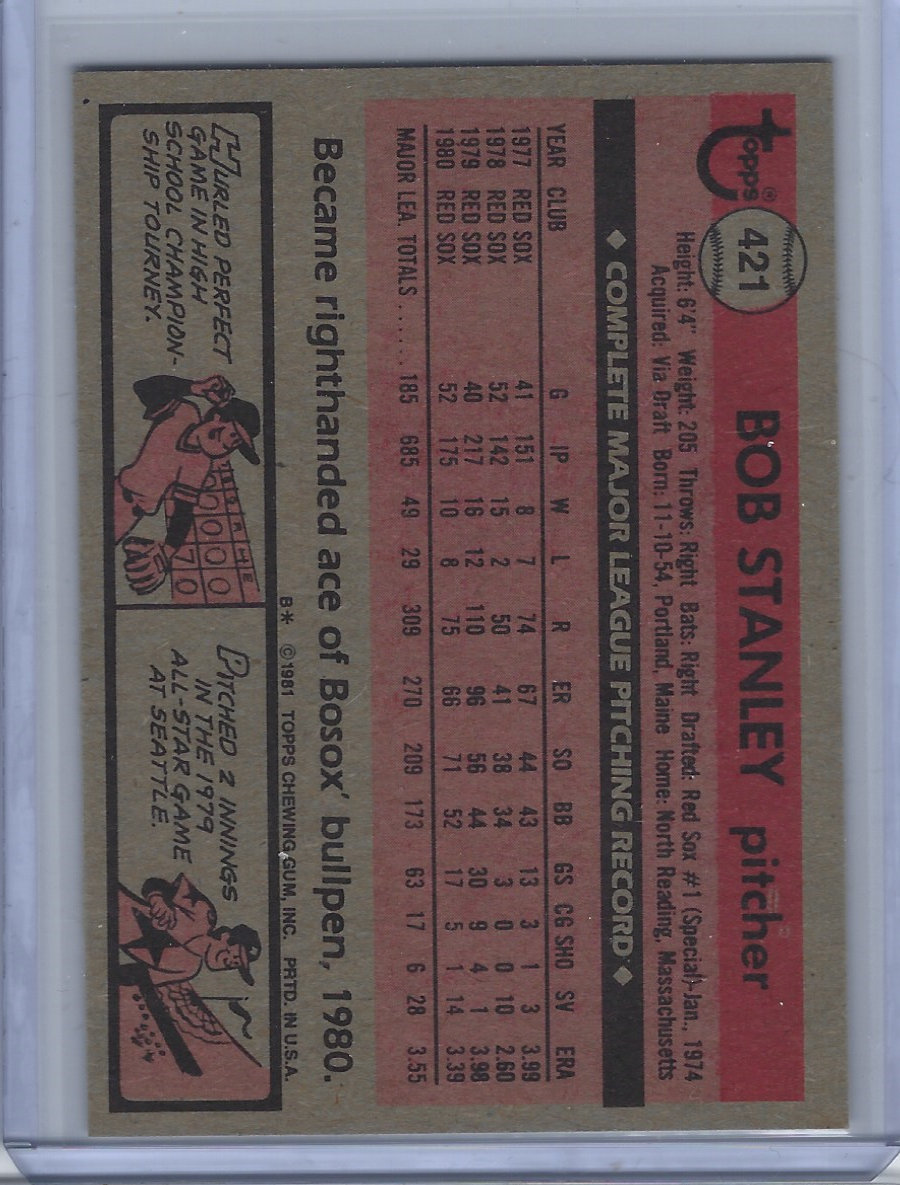 topps®
421
BOB STANLEY pitcher
Height: 6'4" Weight: 205 Throws: Right Bats: Right Drafted: Red Sox #1 (Special)-Jan., 1974
Acquired: Via Draft Born: 11-10-54, Portland, Maine Home: North Reading, Massachusetts
◆ COMPLETE MAJOR LEAGUE PITCHING RECORD ◆
YEAR CLUB G IP W L R ER SO BB GS CG SHO SV ERA
1977 RED SOX 41 151 8 7 74 67 44 43 13 3 1 3 3.99
1978 RED SOX 52 142 15 2 50 41 38 34 3 0 0 10 2.60
1979 RED SOX 40 217 16 12 110 96 56 44 30 9 4 1 3.98
1980 RED SOX 52 175 10 8 75 66 71 52 17 5 1 14 3.39
MAJOR LEA. TOTALS ...... 185 685 49 29 309 270 209 173 63 17 6 28 3.55
Became righthanded ace of Bosox' bullpen, 1980.
B* ©1981 TOPPS CHEWING GUM, INC. PRTD. IN U.S.A.
HURLED PERFECT
GAME IN HIGH
SCHOOL CHAMPION-
SHIP TOURNEY.
PITCHED 2 INNINGS
IN THE 1979
ALL-STAR GAME
AT SEATTLE.